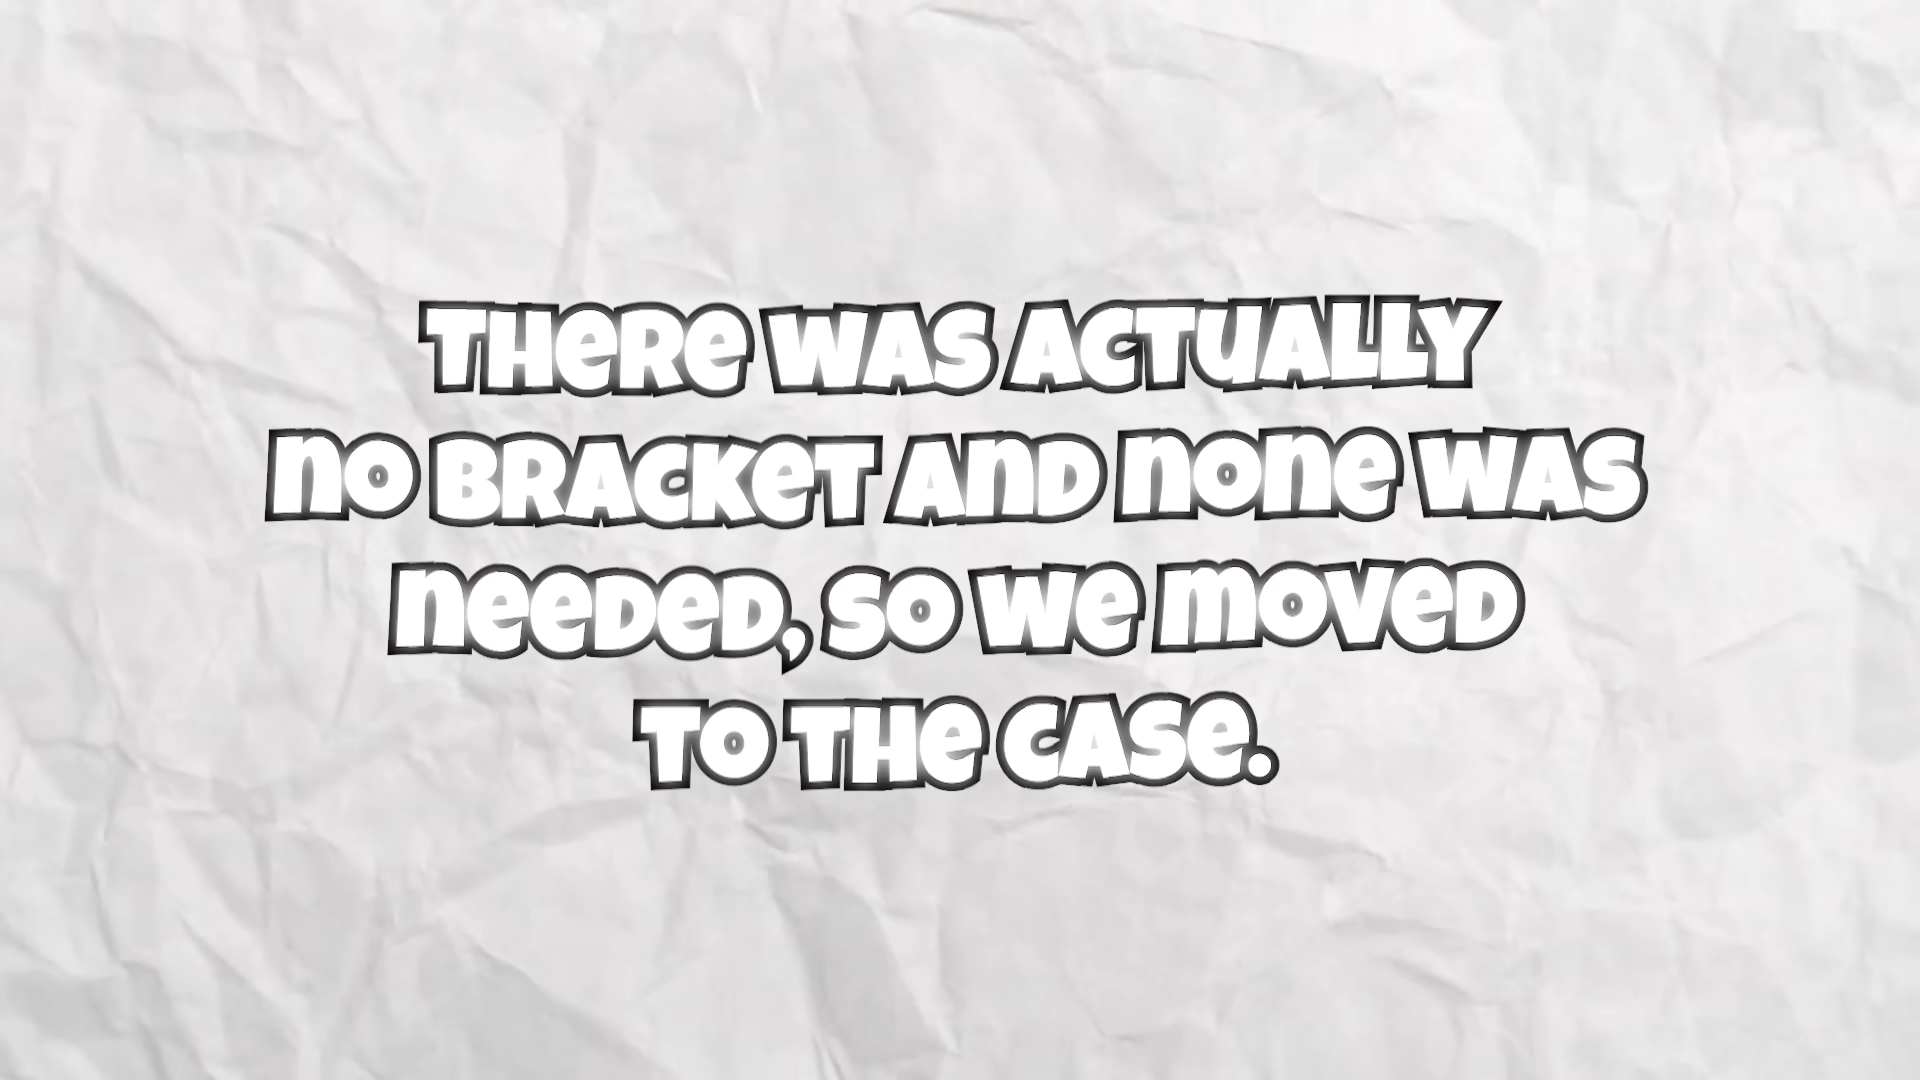 There was actually
no bracket and none was
needed, so we moved
to the case.